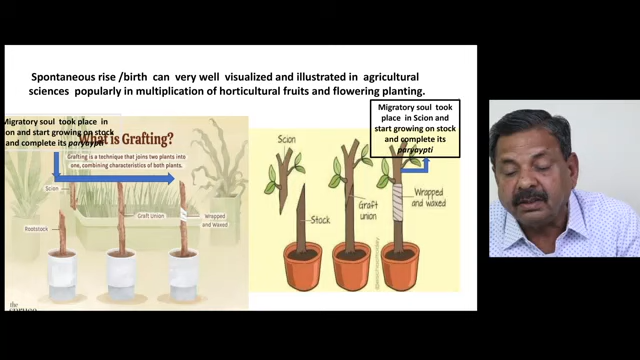 Spontaneous rise /birth can very well visualized and illustrated in agricultural
sciences popularly in multiplication of horticultural fruits and flowering planting.
Migratory soul took place in
on and start growing on stock
and complete its paryapti
What is Grafting?
Grafting is a technique that joins two plants into
one, combining characteristics of both plants.
Scion
Graft Union
Wrapped
and Waxed
Rootstock
the
Migratory soul took
place in Scion and
start growing on stock
and complete its
paryapti
Scion
Stock
Graft
union
Wrapped
and waxed